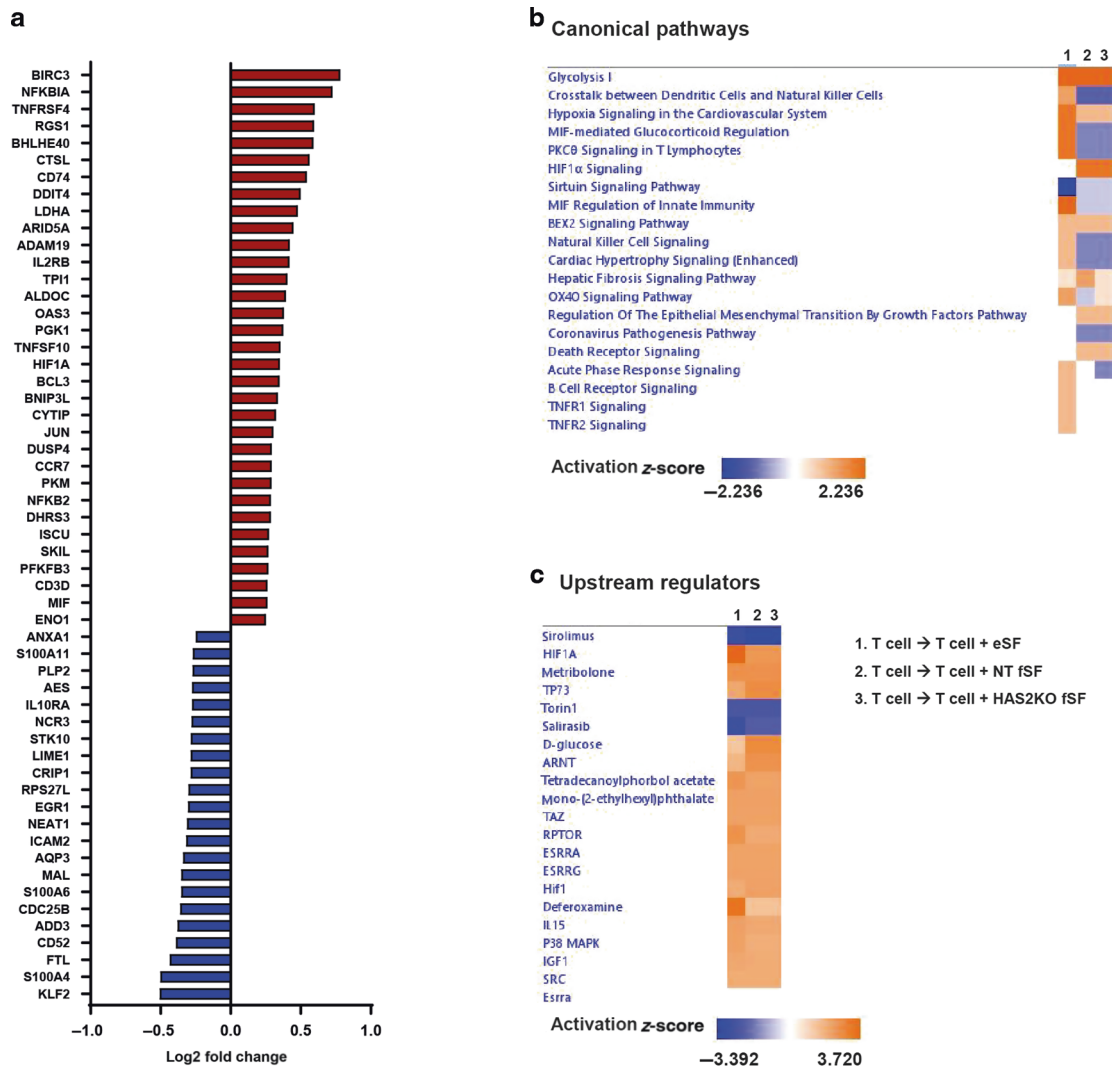 a
BIRC3
NFKBIA
TNFRSF4
RGS1
BHLHE40
CTSL
CD74
DDIT4
LDHA
ARID5A
ADAM19
IL2RB
TPI1
ALDOC
OAS3
PGK1
TNFSF10
HIF1A
BCL3
BNIP3L
CYTIP
JUN
DUSP4
CCR7
PKM
NFKB2
DHRS3
ISCU
SKIL
PFKFB3
CD3D
MIF
ENO1
ANXA1
S100A11
PLP2
AES
IL10RA
NCR3
STK10
LIME1
CRIP1
RPS27L
EGR1
NEAT1
ICAM2
AQP3
MAL
S100A6
CDC25B
ADD3
CD52
FTL
S100A4
KLF2
–1.0 –0.5 0.0 0.5 1.0
Log2 fold change
b Canonical pathways
1 2 3
Glycolysis I
Crosstalk between Dendritic Cells and Natural Killer Cells
Hypoxia Signaling in the Cardiovascular System
MIF-mediated Glucocorticoid Regulation
PKCθ Signaling in T Lymphocytes
HIF1α Signaling
Sirtuin Signaling Pathway
MIF Regulation of Innate Immunity
BEX2 Signaling Pathway
Natural Killer Cell Signaling
Cardiac Hypertrophy Signaling (Enhanced)
Hepatic Fibrosis Signaling Pathway
OX40 Signaling Pathway
Regulation Of The Epithelial Mesenchymal Transition By Growth Factors Pathway
Coronavirus Pathogenesis Pathway
Death Receptor Signaling
Acute Phase Response Signaling
B Cell Receptor Signaling
TNFR1 Signaling
TNFR2 Signaling
Activation z-score
–2.236 2.236
c Upstream regulators
1 2 3
Sirolimus
HIF1A
Metribolone
TP73
Torin1
Salirasib
D-glucose
ARNT
Tetradecanoylphorbol acetate
Mono-(2-ethylhexyl)phthalate
TAZ
RPTOR
ESRRA
ESRRG
Hif1
Deferoxamine
IL15
P38 MAPK
IGF1
SRC
Esrra
Activation z-score
–3.392 3.720
1. T cell → T cell + eSF
2. T cell → T cell + NT fSF
3. T cell → T cell + HAS2KO fSF